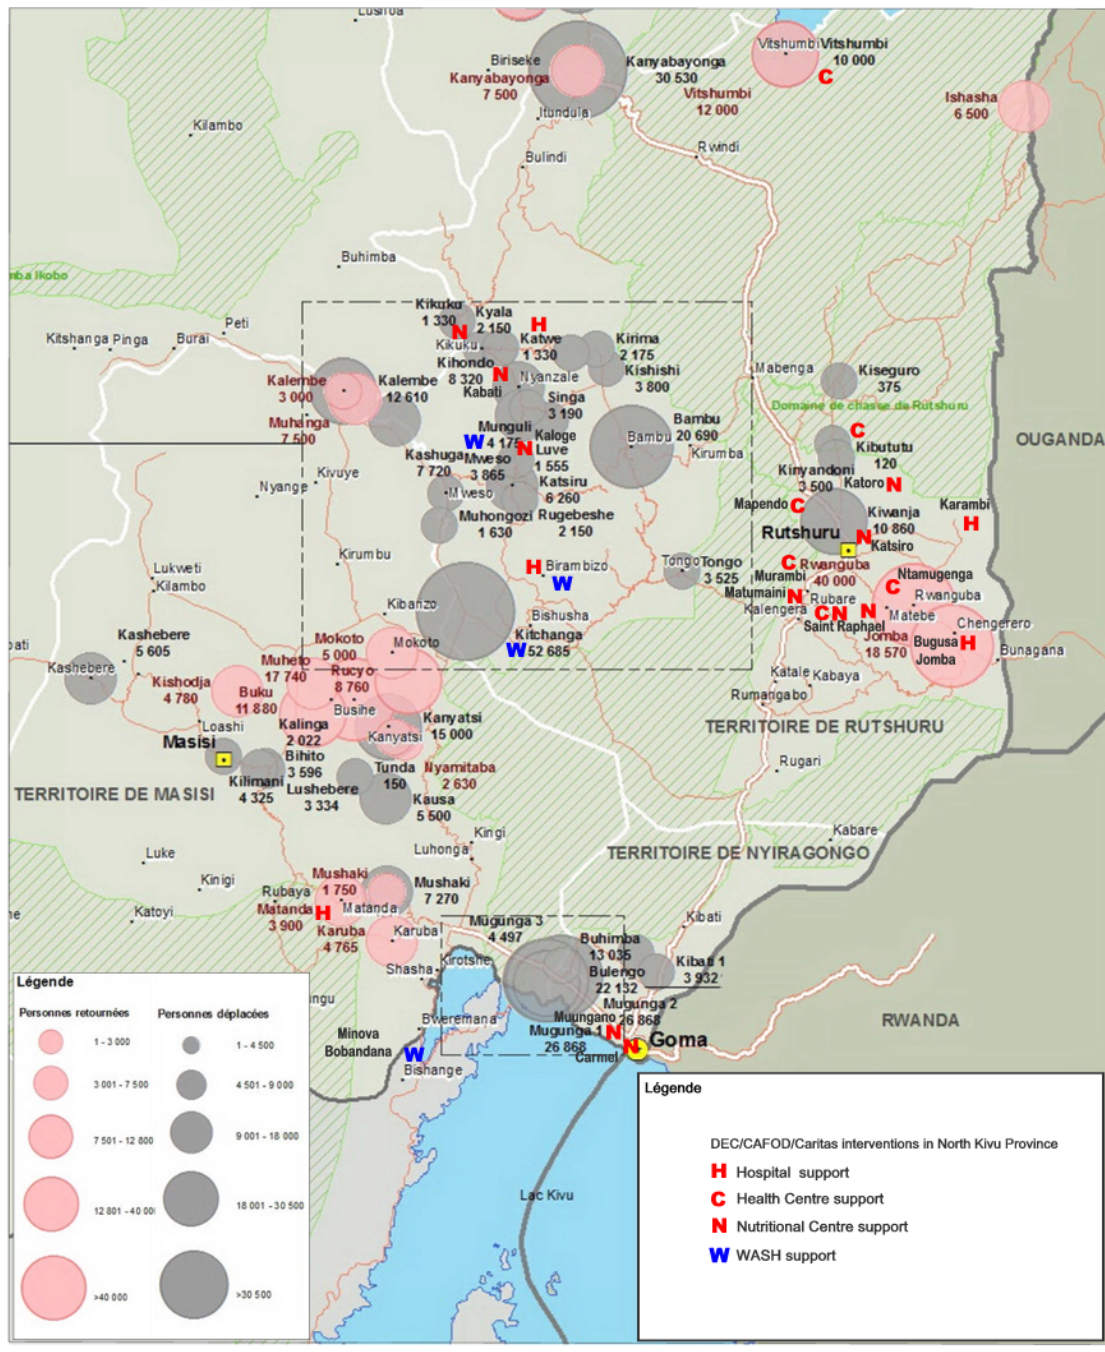 Lushoa
Biriseke
Kanyabayonga
7 500
Kanyabayonga
30 530
Vitshumbi
Vitshumbi
10 000
Vitshumbi
12 000
Ishasha
6 500
Itundula
Kilambo
Bulindi
Rwindi
Buhimba
mba Ikobo
Kitshanga
Pinga
Burai
Peti
Kikuku
1 330
Kyala
2 150
Kikuku
Katwe
1 330
Kirima
2 175
Kihondo
8 320
Kabati
Nyanzale
Kishishi
3 800
Mabenga
Kiseguro
375
Domaine de chasse de Rutshuru
Kalembe
3 000
Kalembe
12 610
Muhanga
7 500
Singa
3 190
Munguli
4 175
Kaloge
Luve
1 555
Bambu
20 690
Bambu
Kirumba
Kashuga
7 720
Mweso
3 865
Mweso
Katsiru
6 260
Kivuye
Nyange
Muhongozi
1 630
Rugebeshe
2 150
Kibututu
120
Kinyandoni
3 500
Katoro
Mapendo
Kiwanja
10 860
Karambi
Rutshuru
Katsiro
OUGANDA
Kirumbu
Lukweti
Kilambo
Birambizo
Tongo
Tongo
3 525
Murambi
Rwanguba
40 000
Matumaini
Rubare
Ntamugenga
Rwanguba
Matebe
Kalengera
Saint Raphael
Chengerero
Jomba
18 570
Bugusa
Jomba
Bunagana
Kibanzo
Bishusha
Kitchanga
52 685
Mokoto
5 000
Mokoto
pati
Kashebere
5 605
Kashebere
Kishodja
4 780
Muheto
17 740
Rucyo
8 760
Buku
11 880
Busihe
Katale
Kabaya
Rumangabo
Loashi
Masisi
Kalinga
2 022
Kanyatsi
15 000
Kanyatsi
TERRITOIRE DE RUTSHURU
Bihito
3 596
Kilimani
4 325
Lushebere
3 334
Tunda
150
Nyamitaba
2 630
Kausa
5 500
Rugari
TERRITOIRE DE MASISI
Kingi
Luhonga
Kabare
TERRITOIRE DE NYIRAGONGO
Luke
Kinigi
Katoyi
Mushaki
1 750
Mushaki
7 270
Rubaya
Matanda
3 900
Matanda
Karuba
4 765
Karuba
Mugunga 3
4 497
Kibati
Buhimba
13 035
Kibati 1
3 932
Bulengo
22 132
Kirotshe
Shasha
he
ungu
Mugunga 2
26 868
Muungano
Mugunga 1
26 868
Carmel
Goma
RWANDA
Minova
Bobandana
Bweremana
Bishange
Lac Kivu
Légende
Personnes retournées
Personnes déplacées
1 - 3 000
1 - 4 500
3 001 - 7 500
4 501 - 9 000
7 501 - 12 800
9 001 - 18 000
12 801 - 40 000
18 001 - 30 500
>40 000
>30 500
Légende
DEC/CAFOD/Caritas interventions in North Kivu Province
H Hospital support
C Health Centre support
N Nutritional Centre support
W WASH support